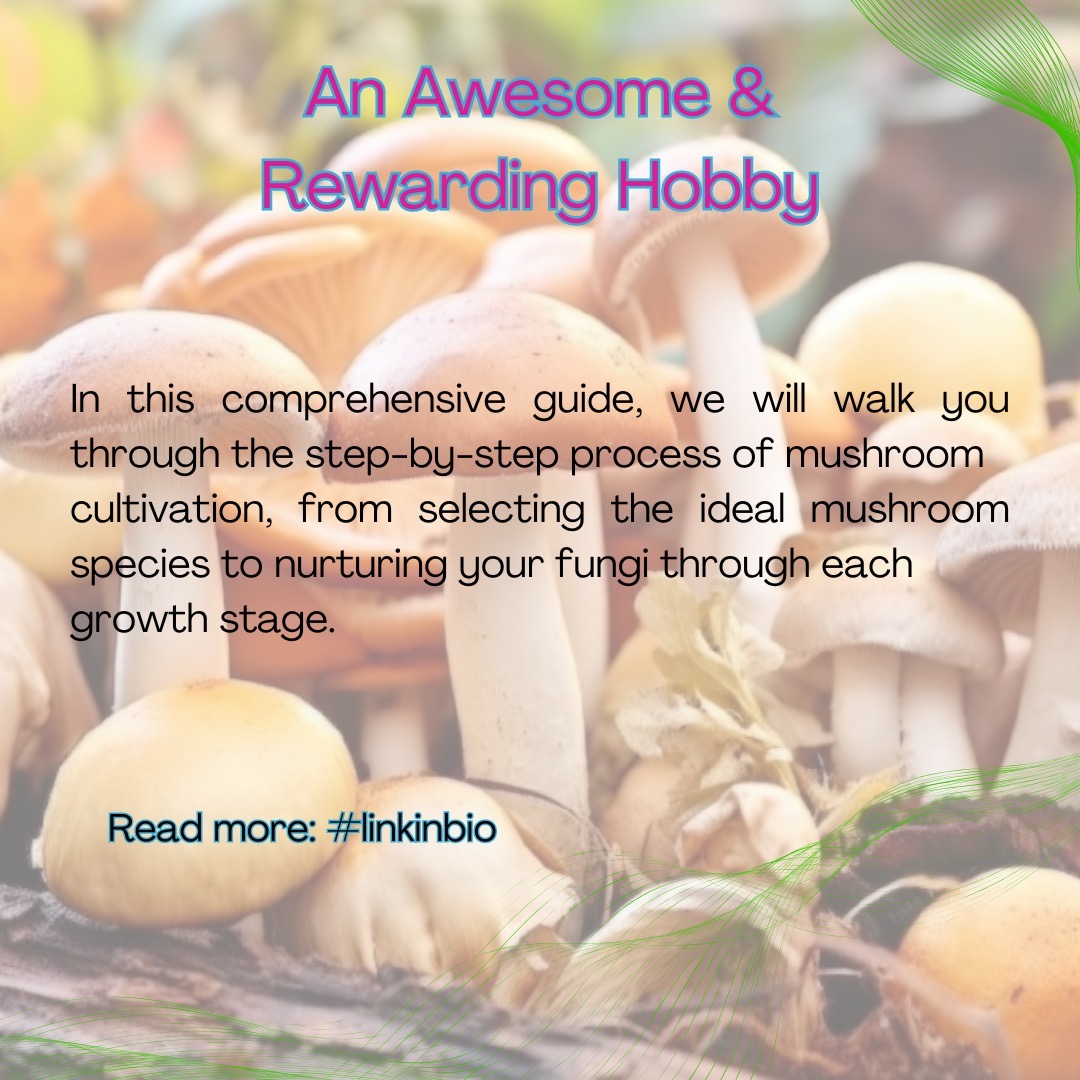 An Awesome &
Rewarding Hobby
In this comprehensive guide, we will walk you
through the step-by-step process of mushroom
cultivation, from selecting the ideal mushroom
species to nurturing your fungi through each
growth stage.
Read more: #linkinbio